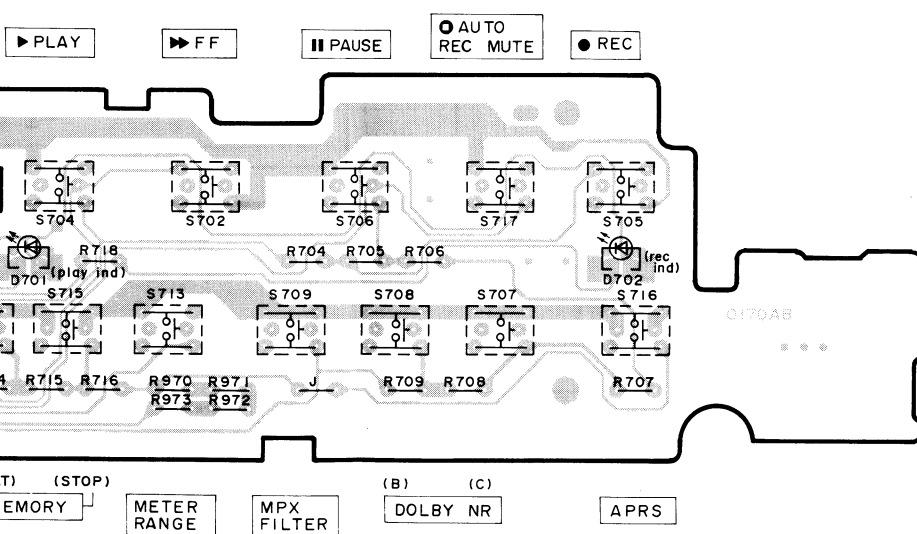 PLAY
FF
PAUSE
AUTO
REC MUTE
REC
S704
S702
S706
S717
S705
D701
(play ind)
R718
R704
R705
R706
D702
(rec
ind)
S715
S713
S709
S708
S707
S716
0170AB
4
R715
R716
R970
R971
R973
R972
J
R709
R708
R707
T)
(STOP)
EMORY
METER
RANGE
MPX
FILTER
(B)
(C)
DOLBY NR
APRS